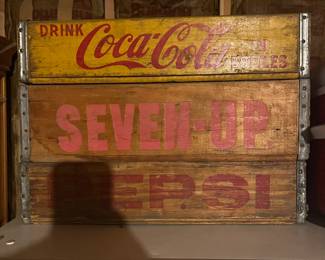 DRINK
Coca-Cola
IN
BOTTLES
SEVEN-UP
PEPSI